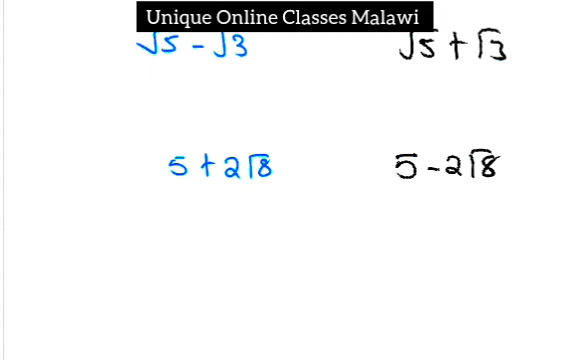 Unique Online Classes Malawi
√5 - √3 √5 + √3
5 + 2√8 5 - 2√8